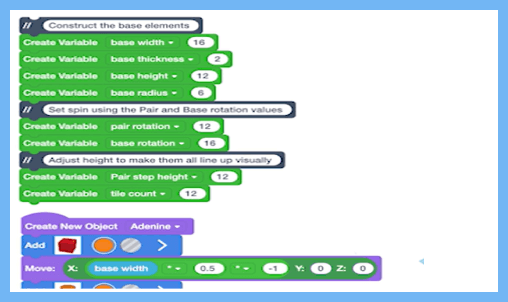 // Construct the base elements
Create Variable base width 16
Create Variable base thickness 2
Create Variable base height 12
Create Variable base radius 6
// Set spin using the Pair and Base rotation values
Create Variable pair rotation 12
Create Variable base rotation 16
// Adjust height to make them all line up visually
Create Variable Pair step height 12
Create Variable tile count 12
Create New Object Adenine
Add
Move: X: base width * 0.5 * -1 Y: 0 Z: 0